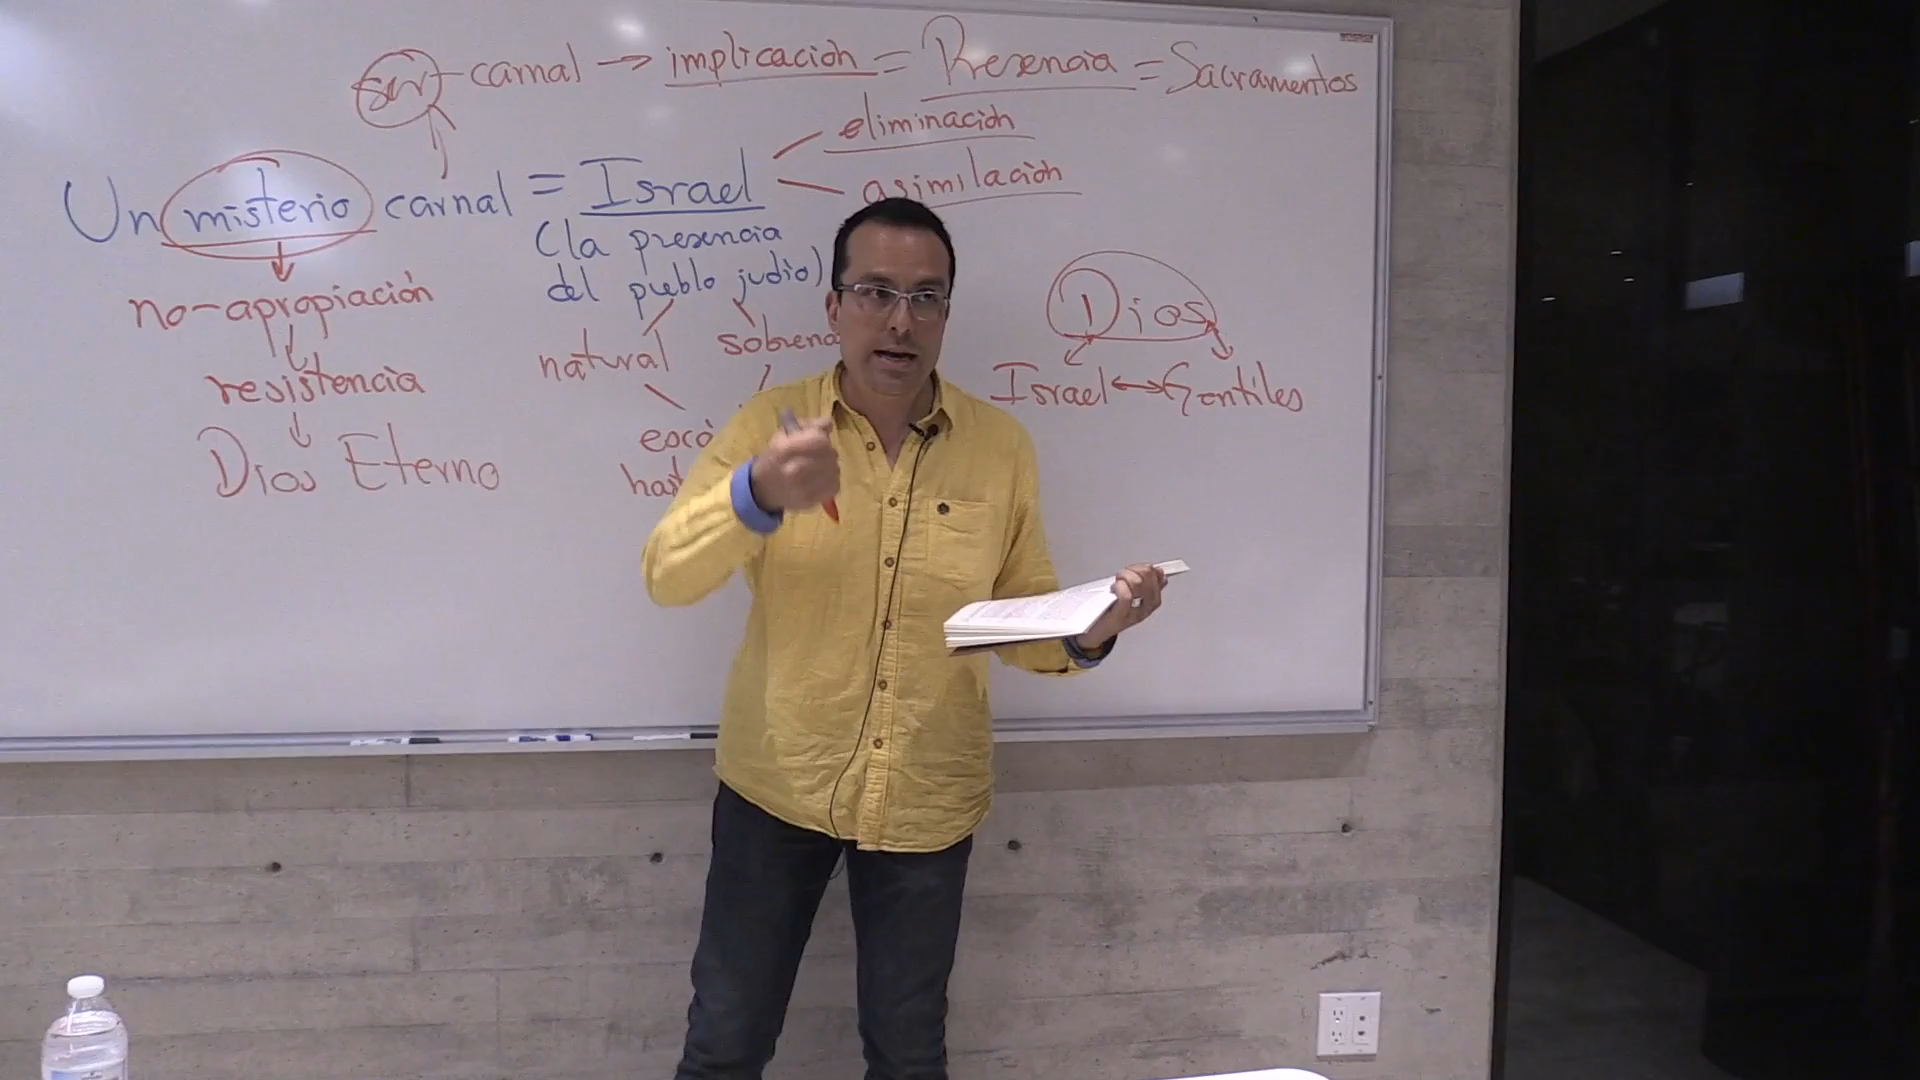 ser-carnal → implicación = Presencia = Sacramentos
eliminación
Un misterio carnal = Israel
asimilación
(la presencia
del pueblo judio)
no-apropiación
natural
resistencia
Dios Eterno
Dios
Israel ↔ Gentiles